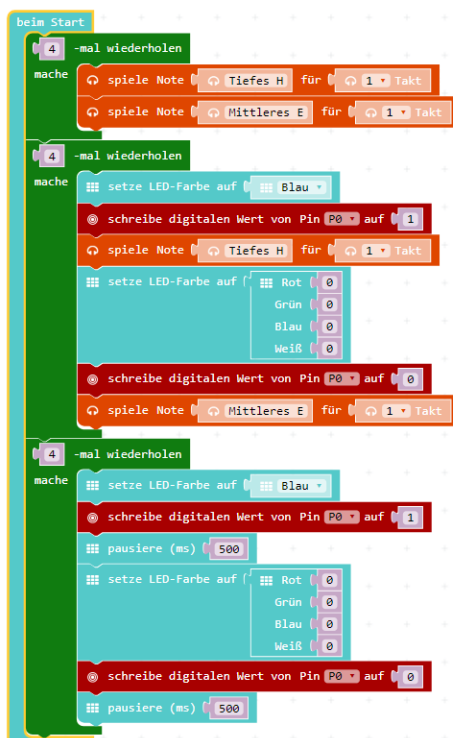 beim Start
4 -mal wiederholen
mache
spiele Note Tiefes H für 1 Takt
spiele Note Mittleres E für 1 Takt
4 -mal wiederholen
mache
setze LED-Farbe auf Blau
schreibe digitalen Wert von Pin P0 auf 1
spiele Note Tiefes H für 1 Takt
setze LED-Farbe auf Rot 0
Grün 0
Blau 0
Weiß 0
schreibe digitalen Wert von Pin P0 auf 0
spiele Note Mittleres E für 1 Takt
4 -mal wiederholen
mache
setze LED-Farbe auf Blau
schreibe digitalen Wert von Pin P0 auf 1
pausiere (ms) 500
setze LED-Farbe auf Rot 0
Grün 0
Blau 0
Weiß 0
schreibe digitalen Wert von Pin P0 auf 0
pausiere (ms) 500